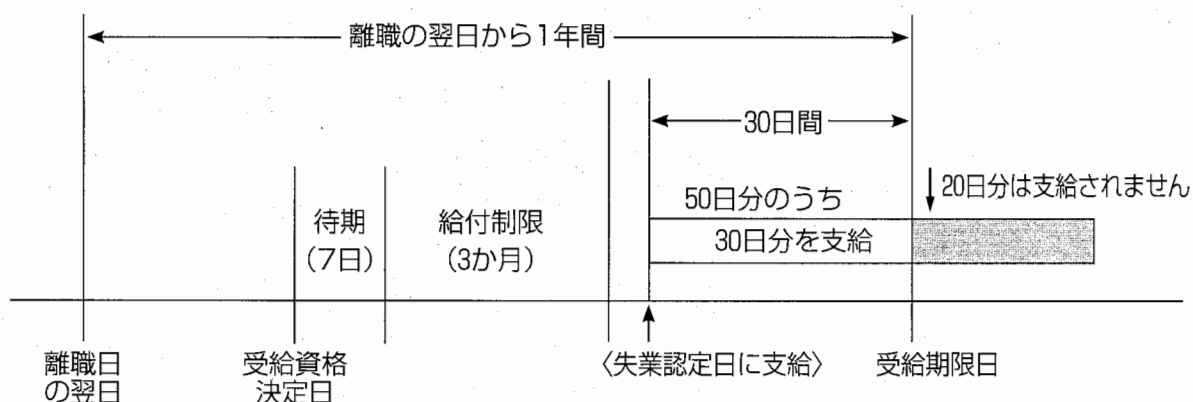 離職の翌日から1年間
30日間
20日分は支給されません
50日分のうち
30日分を支給
待期
(7日)
給付制限
(3か月)
離職日
の翌日
受給資格
決定日
〈失業認定日に支給〉
受給期限日